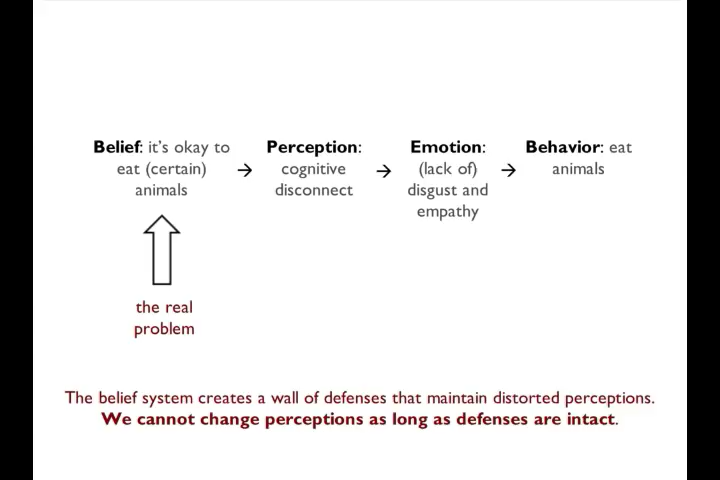 Belief: it's okay to eat (certain) animals
→
Perception: cognitive disconnect
→
Emotion: (lack of) disgust and empathy
→
Behavior: eat animals
the real problem
The belief system creates a wall of defenses that maintain distorted perceptions.
We cannot change perceptions as long as defenses are intact.